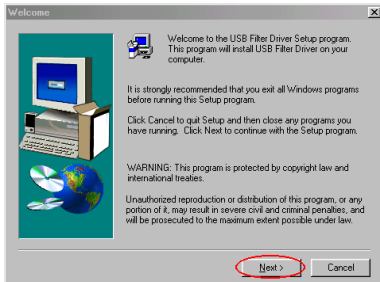 Welcome
Welcome to the USB Filter Driver Setup program.
This program will install USB Filter Driver on your
computer.
It is strongly recommended that you exit all Windows programs
before running this Setup program.
Click Cancel to quit Setup and then close any programs you
have running. Click Next to continue with the Setup program.
WARNING: This program is protected by copyright law and
international treaties.
Unauthorized reproduction or distribution of this program, or any
portion of it, may result in severe civil and criminal penalties, and
will be prosecuted to the maximum extent possible under law.
Next >
Cancel